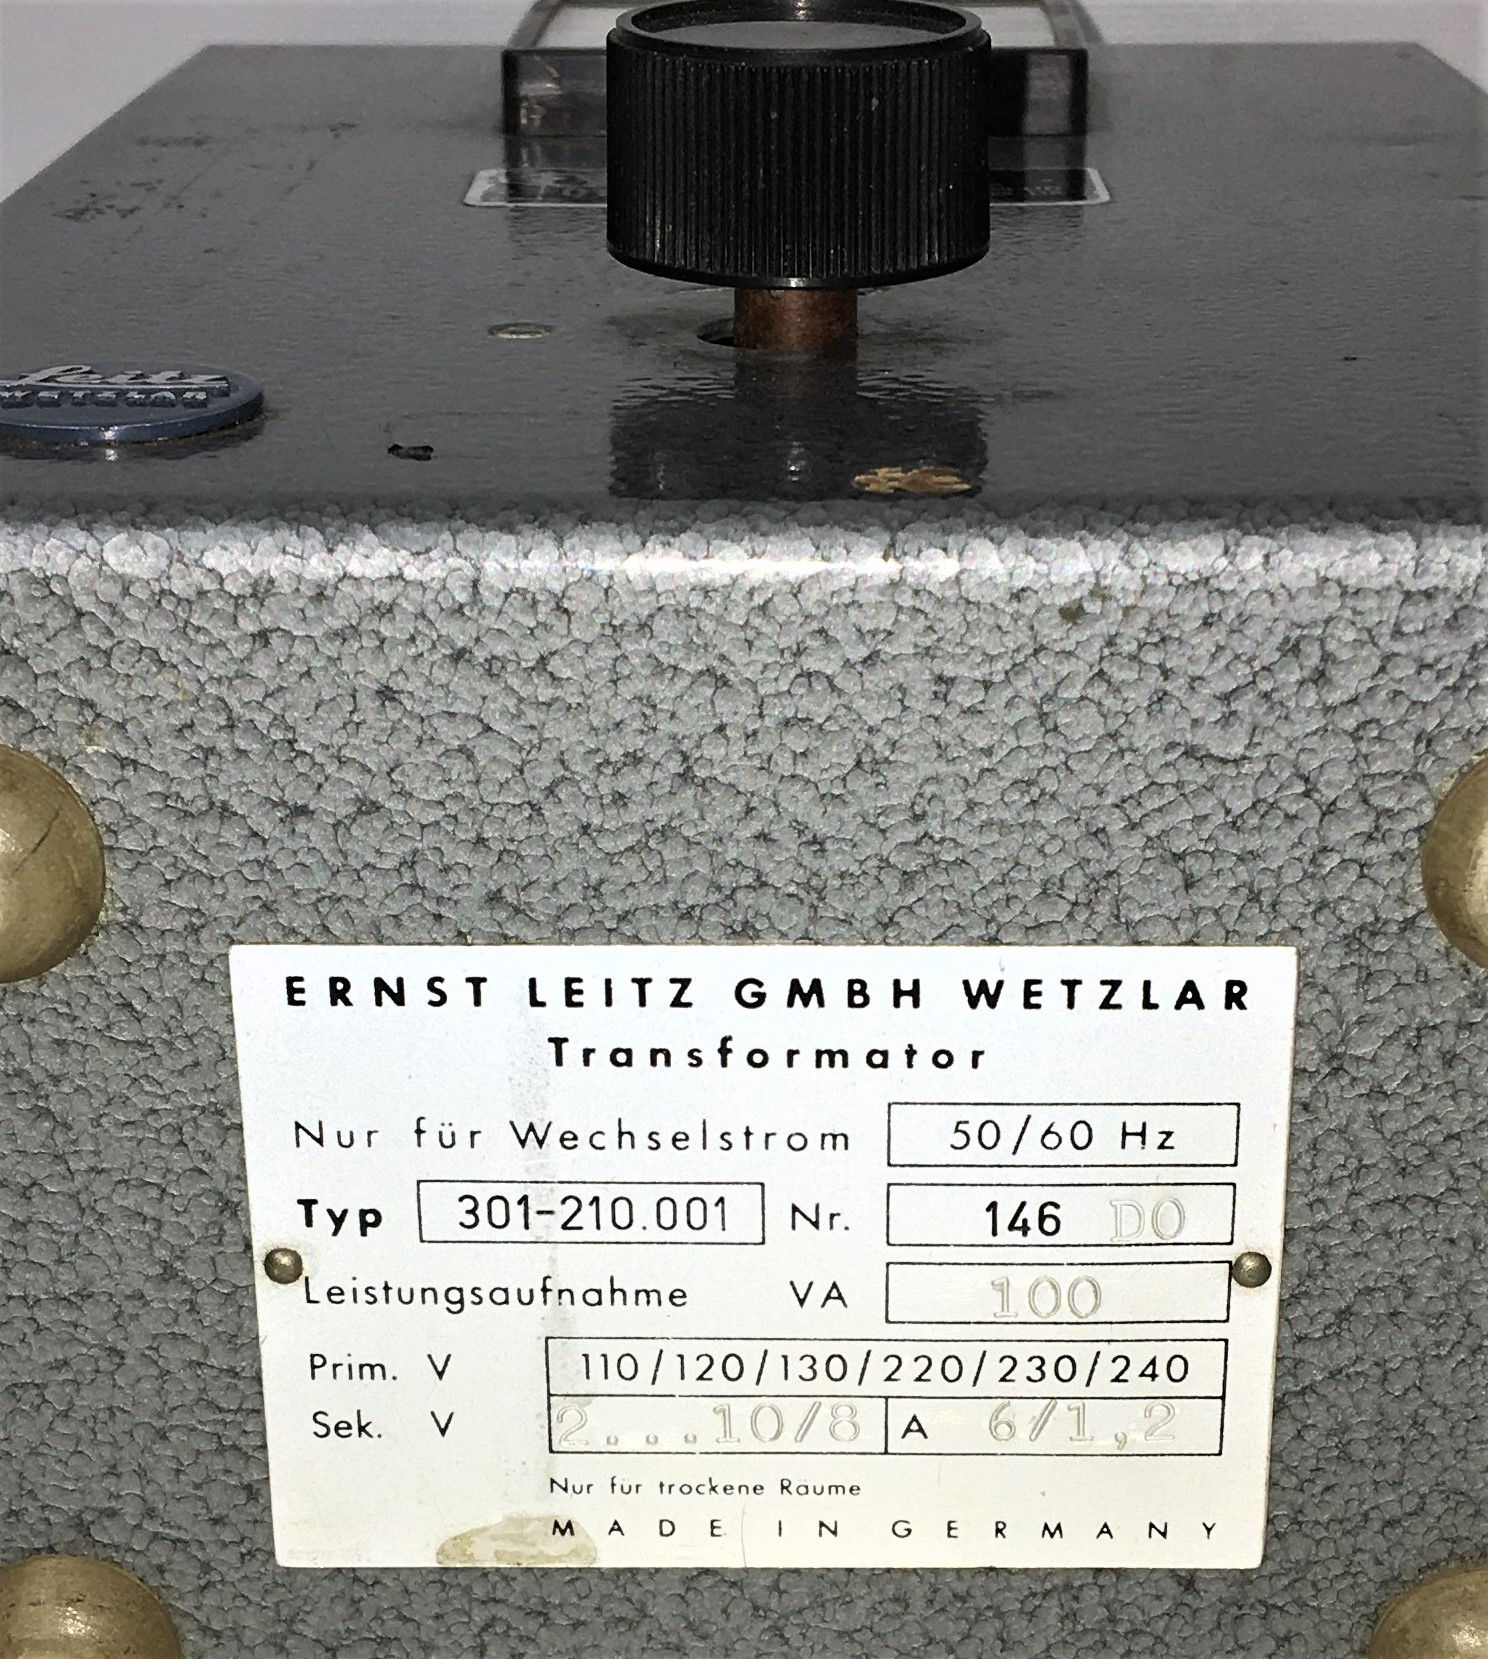 Leitz
WETZLAR
ERNST LEITZ GMBH WETZLAR
Transformator
Nur für Wechselstrom 50/60 Hz
Typ 301-210.001 Nr. 146 DO
Leistungsaufnahme VA 100
Prim. V 110/120/130/220/230/240
Sek. V 2...10/8 A 6/1,2
Nur für trockene Räume
MADE IN GERMANY